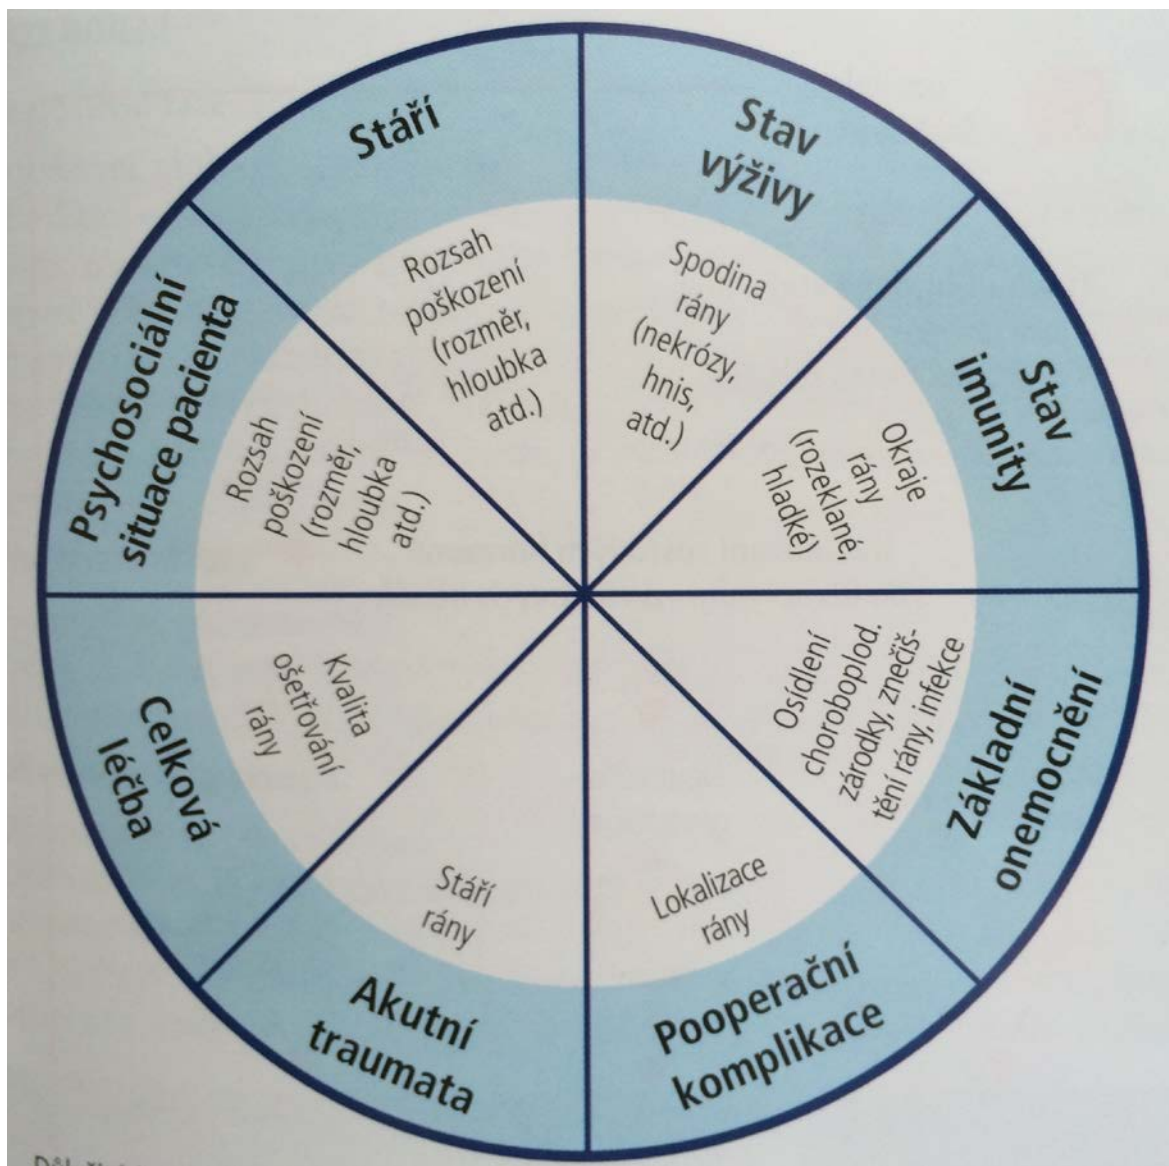 Stáří
Stav
výživy
Stav
imunity
Základní
onemocnění
Pooperační
komplikace
Akutní
traumata
Celková
léčba
Psychosociální
situace pacienta
Rozsah
poškození
(rozměr,
hloubka
atd.)
Spodina
rány
(nekrózy,
hnis,
atd.)
Okraje
rány
(rozeklané,
hladké)
Osídlení
choroboplod.
zárodky, znečiš-
tění rány, infekce
Lokalizace
rány
Stáří
rány
Kvalita
ošetřování
rány
Rozsah
poškození
(rozměr,
hloubka
atd.)